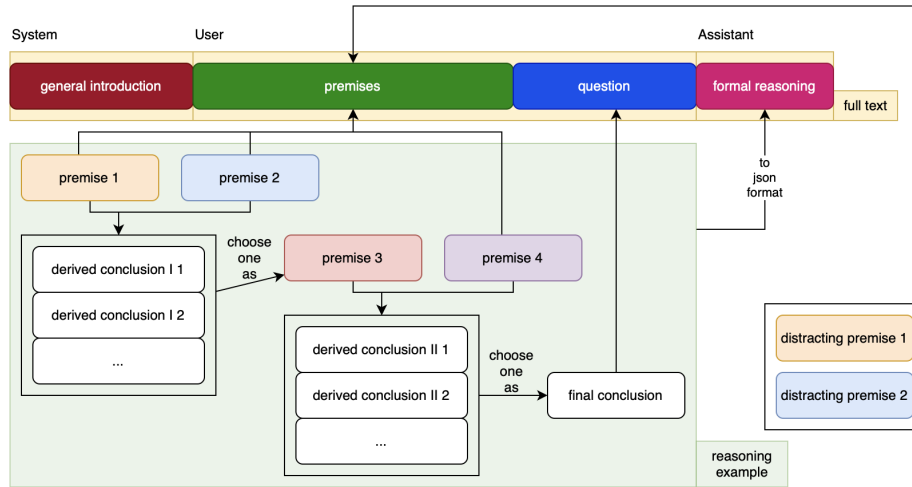 System
User
Assistant
general introduction
premises
question
formal reasoning
full text
premise 1
premise 2
to
json
format
choose
one
as
derived conclusion I 1
derived conclusion I 2
...
premise 3
premise 4
derived conclusion II 1
derived conclusion II 2
...
choose
one
as
final conclusion
distracting premise 1
distracting premise 2
reasoning
example